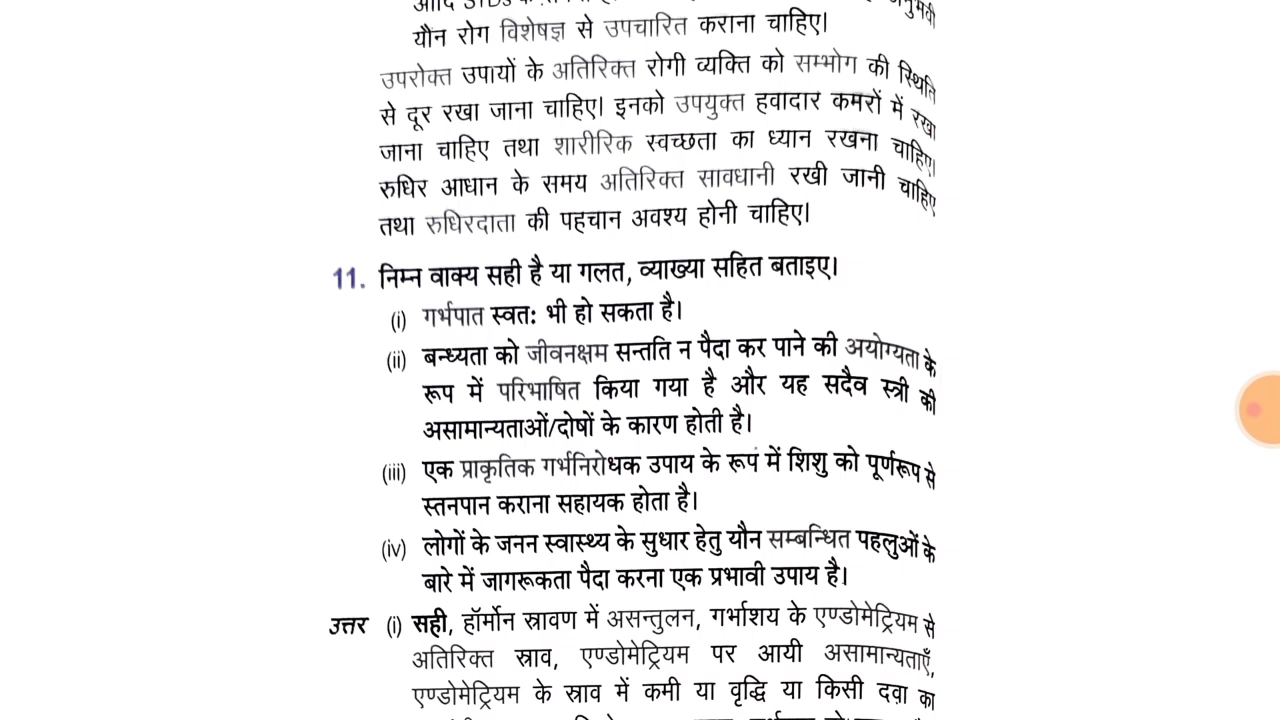 यौन रोग विशेषज्ञ से उपचारित कराना चाहिए।
उपरोक्त उपायों के अतिरिक्त रोगी व्यक्ति को सम्भोग की स्थिति
से दूर रखा जाना चाहिए। इनको उपयुक्त हवादार कमरों में रखा
जाना चाहिए तथा शारीरिक स्वच्छता का ध्यान रखना चाहिए।
रुधिर आधान के समय अतिरिक्त सावधानी रखी जानी चाहिए
तथा रुधिरदाता की पहचान अवश्य होनी चाहिए।
11. निम्न वाक्य सही है या गलत, व्याख्या सहित बताइए।
(i) गर्भपात स्वत: भी हो सकता है।
(ii) बन्ध्यता को जीवनक्षम सन्तति न पैदा कर पाने की अयोग्यता के
रूप में परिभाषित किया गया है और यह सदैव स्त्री की
असामान्यताओं/दोषों के कारण होती है।
(iii) एक प्राकृतिक गर्भनिरोधक उपाय के रूप में शिशु को पूर्णरूप से
स्तनपान कराना सहायक होता है।
(iv) लोगों के जनन स्वास्थ्य के सुधार हेतु यौन सम्बन्धित पहलुओं के
बारे में जागरूकता पैदा करना एक प्रभावी उपाय है।
उत्तर (i) सही, हॉर्मोन स्रावण में असन्तुलन, गर्भाशय के एण्डोमेट्रियम से
अतिरिक्त स्राव, एण्डोमेट्रियम पर आयी असामान्यताएँ,
एण्डोमेट्रियम के स्राव में कमी या वृद्धि या किसी दवा का